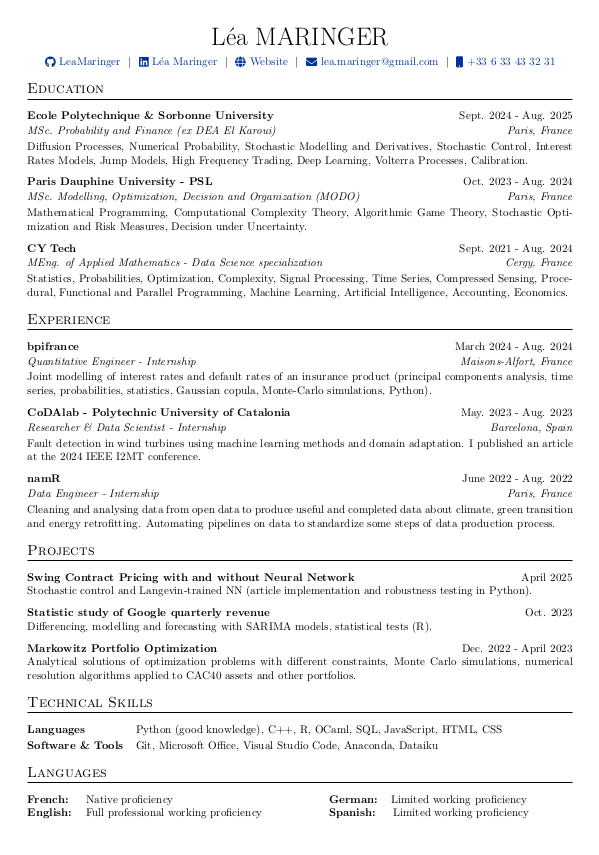 Léa MARINGER
LeaMaringer | Léa Maringer | Website | lea.maringer@gmail.com | +33 6 33 43 32 31
Education
Ecole Polytechnique & Sorbonne University Sept. 2024 - Aug. 2025
MSc. Probability and Finance (ex DEA El Karoui) Paris, France
Diffusion Processes, Numerical Probability, Stochastic Modelling and Derivatives, Stochastic Control, Interest
Rates Models, Jump Models, High Frequency Trading, Deep Learning, Volterra Processes, Calibration.
Paris Dauphine University - PSL Oct. 2023 - Aug. 2024
MSc. Modelling, Optimization, Decision and Organization (MODO) Paris, France
Mathematical Programming, Computational Complexity Theory, Algorithmic Game Theory, Stochastic Opti-
mization and Risk Measures, Decision under Uncertainty.
CY Tech Sept. 2021 - Aug. 2024
MEng. of Applied Mathematics - Data Science specialization Cergy, France
Statistics, Probabilities, Optimization, Complexity, Signal Processing, Time Series, Compressed Sensing, Proce-
dural, Functional and Parallel Programming, Machine Learning, Artificial Intelligence, Accounting, Economics.
Experience
bpifrance March 2024 - Aug. 2024
Quantitative Engineer - Internship Maisons-Alfort, France
Joint modelling of interest rates and default rates of an insurance product (principal components analysis, time
series, probabilities, statistics, Gaussian copula, Monte-Carlo simulations, Python).
CoDAlab - Polytechnic University of Catalonia May. 2023 - Aug. 2023
Researcher & Data Scientist - Internship Barcelona, Spain
Fault detection in wind turbines using machine learning methods and domain adaptation. I published an article
at the 2024 IEEE I2MT conference.
namR June 2022 - Aug. 2022
Data Engineer - Internship Paris, France
Cleaning and analysing data from open data to produce useful and completed data about climate, green transition
and energy retrofitting. Automating pipelines on data to standardize some steps of data production process.
Projects
Swing Contract Pricing with and without Neural Network April 2025
Stochastic control and Langevin-trained NN (article implementation and robustness testing in Python).
Statistic study of Google quarterly revenue Oct. 2023
Differencing, modelling and forecasting with SARIMA models, statistical tests (R).
Markowitz Portfolio Optimization Dec. 2022 - April 2023
Analytical solutions of optimization problems with different constraints, Monte Carlo simulations, numerical
resolution algorithms applied to CAC40 assets and other portfolios.
Technical Skills
Languages Python (good knowledge), C++, R, OCaml, SQL, JavaScript, HTML, CSS
Software & Tools Git, Microsoft Office, Visual Studio Code, Anaconda, Dataiku
Languages
French: Native proficiency German: Limited working proficiency
English: Full professional working proficiency Spanish: Limited working proficiency